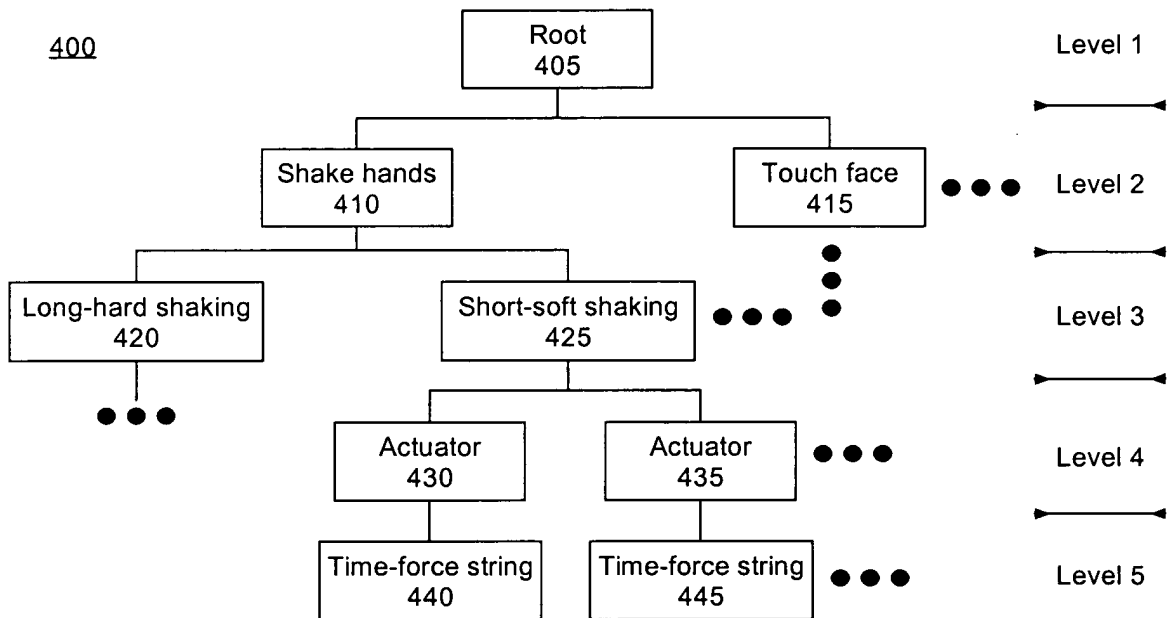 400
Root
405
Level 1
Shake hands
410
Touch face
415
Level 2
Long-hard shaking
420
Short-soft shaking
425
Level 3
Actuator
430
Actuator
435
Level 4
Time-force string
440
Time-force string
445
Level 5